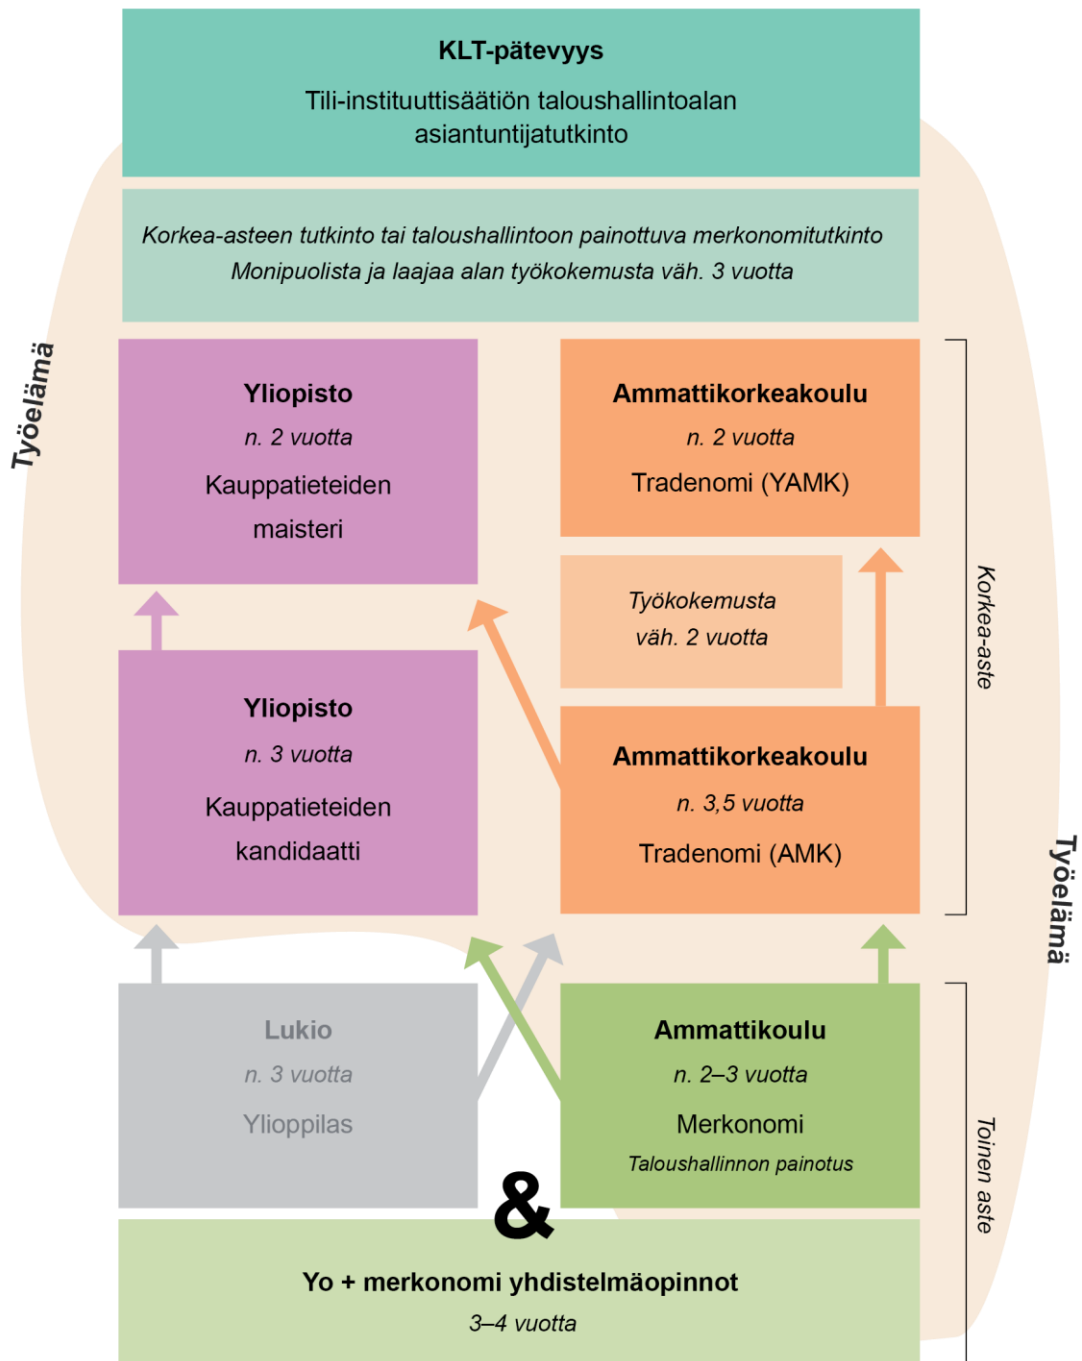 KLT-pätevyys
Tili-instituuttisäätiön taloushallintoalan
asiantuntijatutkinto
Korkea-asteen tutkinto tai taloushallintoon painottuva merkonomitutkinto
Monipuolista ja laajaa alan työkokemusta väh. 3 vuotta
Työelämä
Yliopisto
n. 2 vuotta
Kauppatieteiden
maisteri
Ammattikorkeakoulu
n. 2 vuotta
Tradenomi (YAMK)
Työkokemusta
väh. 2 vuotta
Korkea-aste
Yliopisto
n. 3 vuotta
Kauppatieteiden
kandidaatti
Ammattikorkeakoulu
n. 3,5 vuotta
Tradenomi (AMK)
Työelämä
Lukio
n. 3 vuotta
Ylioppilas
Ammattikoulu
n. 2–3 vuotta
Merkonomi
Taloushallinnon painotus
Toinen aste
&
Yo + merkonomi yhdistelmäopinnot
3–4 vuotta